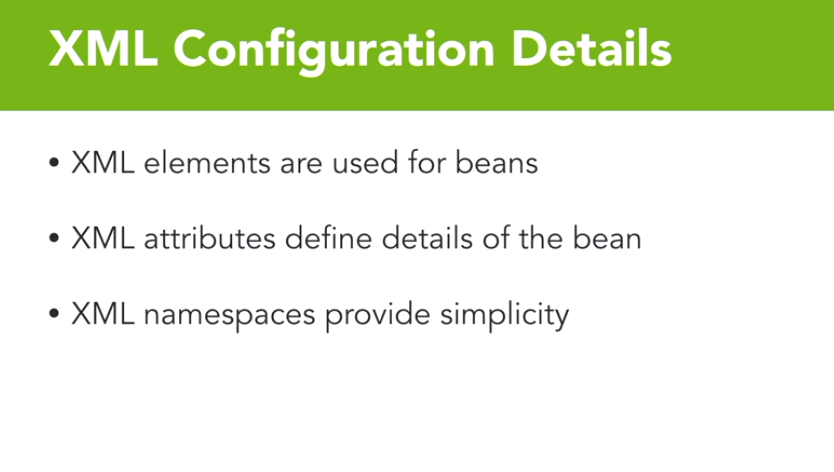 XML Configuration Details
• XML elements are used for beans
• XML attributes define details of the bean
• XML namespaces provide simplicity